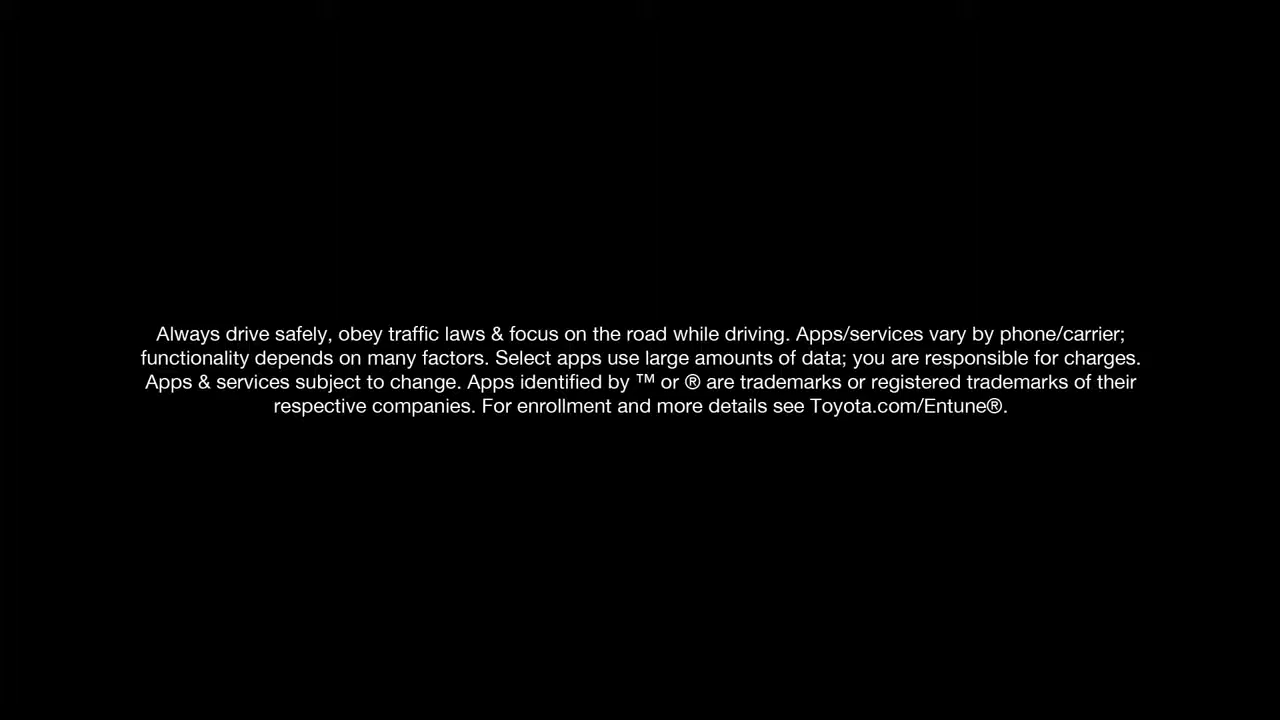 Always drive safely, obey traffic laws & focus on the road while driving. Apps/services vary by phone/carrier;
functionality depends on many factors. Select apps use large amounts of data; you are responsible for charges.
Apps & services subject to change. Apps identified by ™ or ® are trademarks or registered trademarks of their
respective companies. For enrollment and more details see Toyota.com/Entune®.